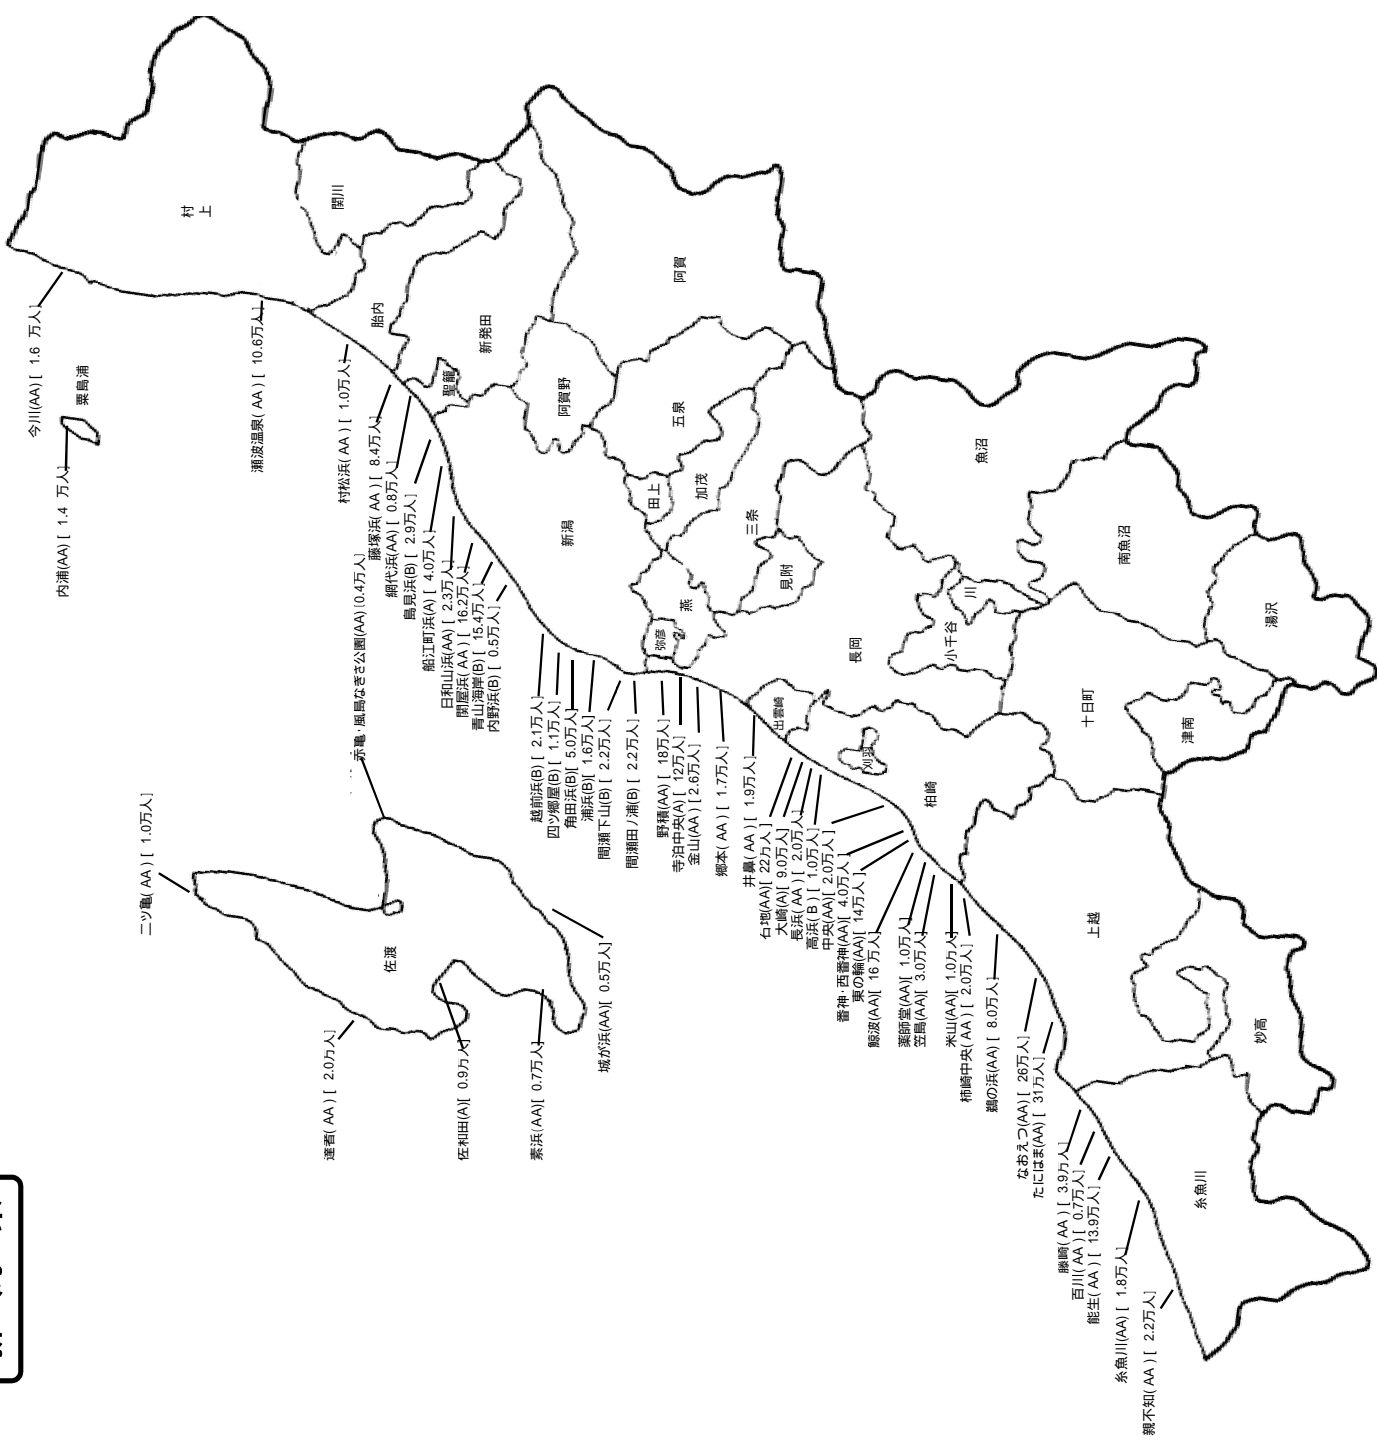 今川(AA) [ 1.6 万人]
粟島浦
内浦(AA) [ 1.4 万人]
瀬波温泉( AA ) [ 10.6万人]
村松浜( AA ) [ 1.0万人]
藤塚浜( AA ) [ 8.4万人]
網代浜(AA) [ 0.8万人]
島見浜(B) [ 2.9万人]
船江町浜(A) [ 4.0万人]
日和山浜(AA) [ 2.3万人]
関屋浜( AA ) [ 16.2万人]
青山海岸(B) [ 15.4万人]
内野浜(B) [ 0.5万人]
越前浜(B) [ 2.1万人]
四ツ郷屋(B) [ 1.1万人]
角田浜(B)[ 5.0万人]
浦浜(B)[ 1.6万人]
間瀬下山(B) [ 2.2万人]
間瀬田ノ浦(B) [ 2.2万人]
野積(AA) [ 18万人]
寺泊中央(A) [ 12万人]
金山(AA ) [ 2.6万人]
郷本( AA ) [ 1.7万人]
井鼻( AA ) [ 1.9万人]
石地(AA)[ 22万人]
大崎(A)[ 9.0万人]
長浜( AA ) [ 2.0万人]
高浜( B ) [ 1.0万人]
中央(AA)[ 2.0万人]
番神・西番神(AA)[ 4.0万人]
東の輪(AA)[ 14万人 ]
鯨波(AA)[ 16 万人]
薬師堂(AA)[ 1.0万人]
笠島(AA)[ 3.0万人]
米山(AA)[ 1.0万人]
柿崎中央( AA ) [ 2.0万人]
鵜の浜(AA) [ 8.0万人]
なおえつ(AA) [ 26万人]
たにはま(AA) [ 31万人]
藤崎( AA ) [ 3.9万人]
百川( AA ) [ 0.7万人]
能生( AA ) [ 13.9万人]
糸魚川(AA) [ 1.8万人]
親不知( AA ) [ 2.2万人]
赤亀・風島なぎさ公園(AA) [0.4万人]
二ツ亀( AA ) [ 1.0万人]
達者( AA ) [ 2.0万人]
佐和田(A)[ 0.9万人]
素浜(AA)[ 0.7万人]
城が浜(AA)[ 0.5万人]
佐渡
村上
関川
胎内
新発田
聖籠
阿賀野
阿賀
新潟
五泉
田上
加茂
三条
見附
燕
弥彦
長岡
出雲崎
刈羽
柏崎
小千谷
川
魚沼
南魚沼
湯沢
十日町
津南
上越
妙高
糸魚川